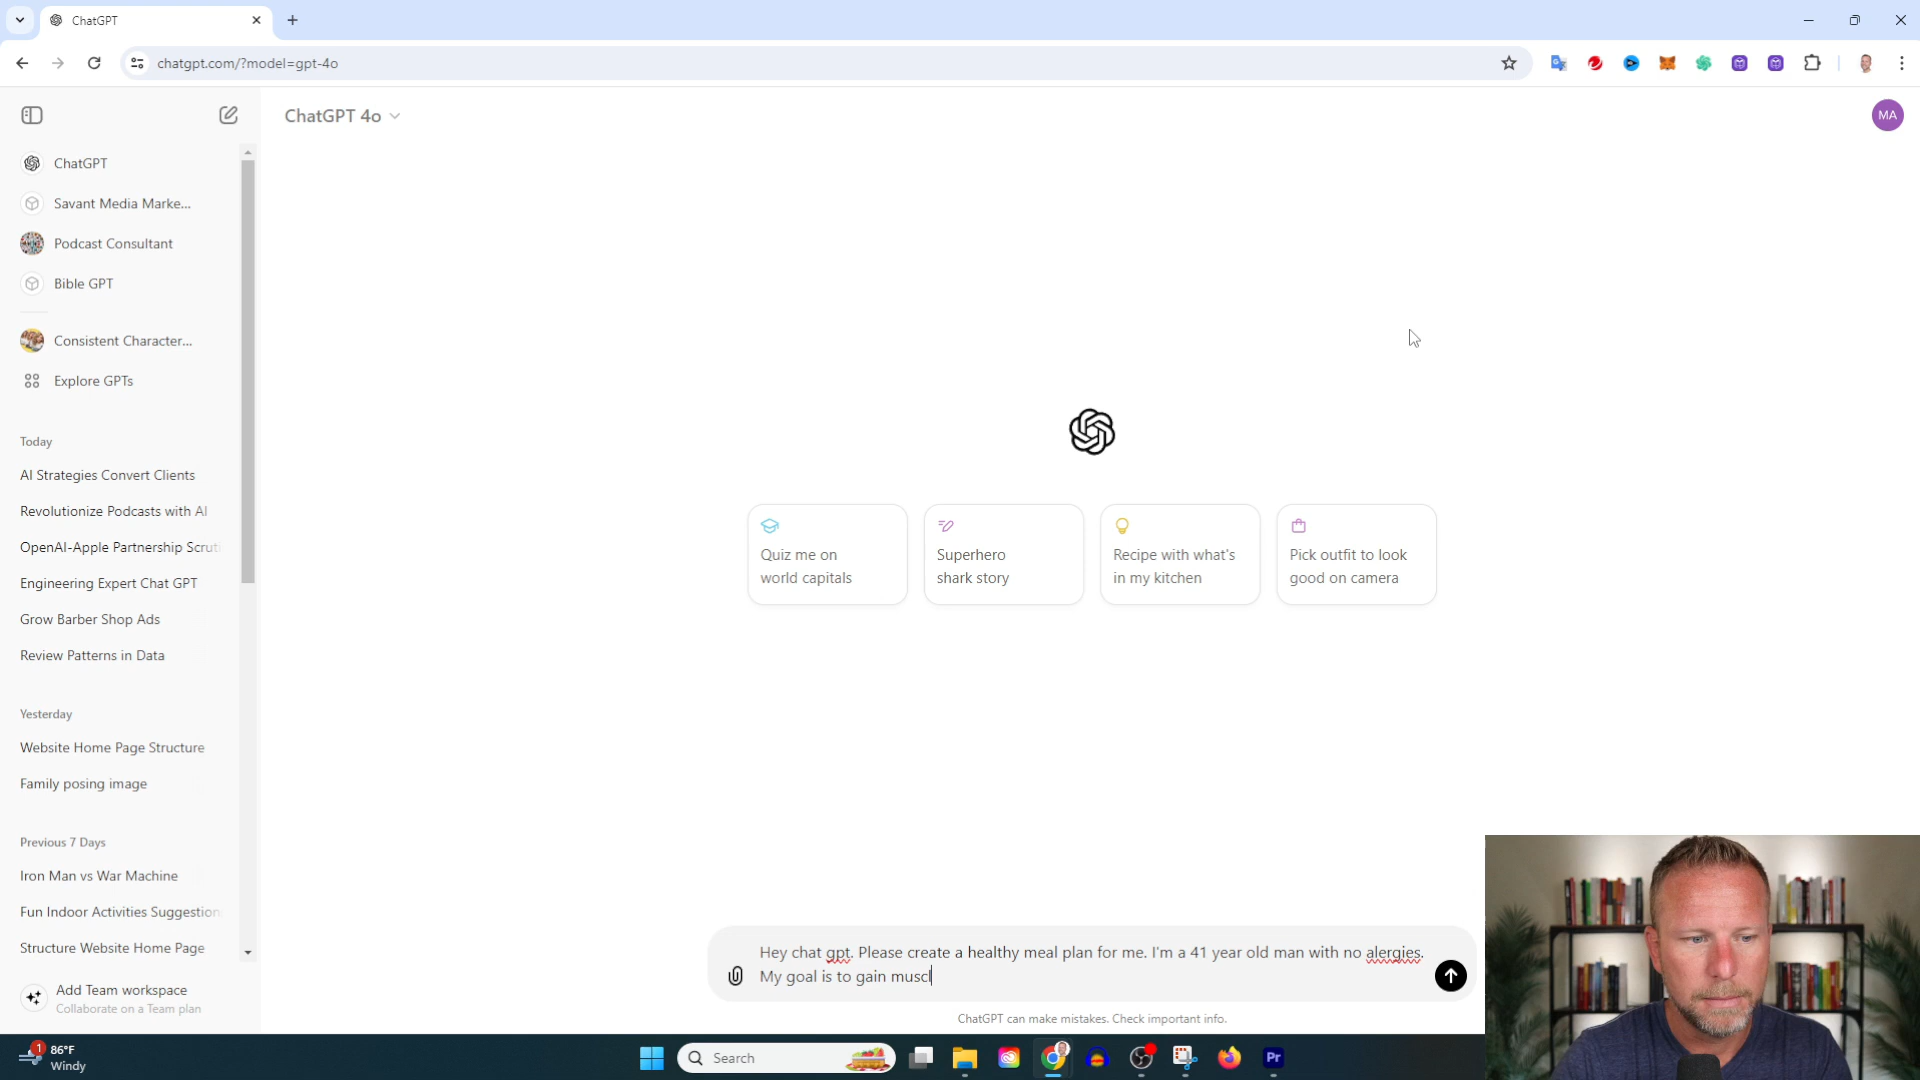 ChatGPT
chatgpt.com/?model=gpt-4o
ChatGPT 4o
MA
ChatGPT
Savant Media Marke...
Podcast Consultant
Bible GPT
Consistent Character...
Explore GPTs
Today
AI Strategies Convert Clients
Revolutionize Podcasts with AI
OpenAI-Apple Partnership Scruti
Engineering Expert Chat GPT
Grow Barber Shop Ads
Review Patterns in Data
Yesterday
Website Home Page Structure
Family posing image
Previous 7 Days
Iron Man vs War Machine
Fun Indoor Activities Suggestion
Structure Website Home Page
Add Team workspace
Collaborate on a Team plan
Quiz me on
world capitals
Superhero
shark story
Recipe with what's
in my kitchen
Pick outfit to look
good on camera
Hey chat gpt. Please create a healthy meal plan for me. I'm a 41 year old man with no alergies.
My goal is to gain muscl
ChatGPT can make mistakes. Check important info.
1
86°F
Windy
Search
Pr